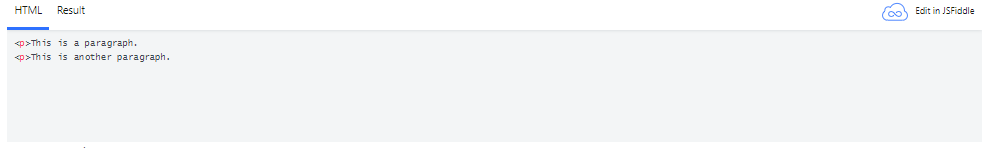 HTML Result Edit in JSFiddle
<p>This is a paragraph.
<p>This is another paragraph.